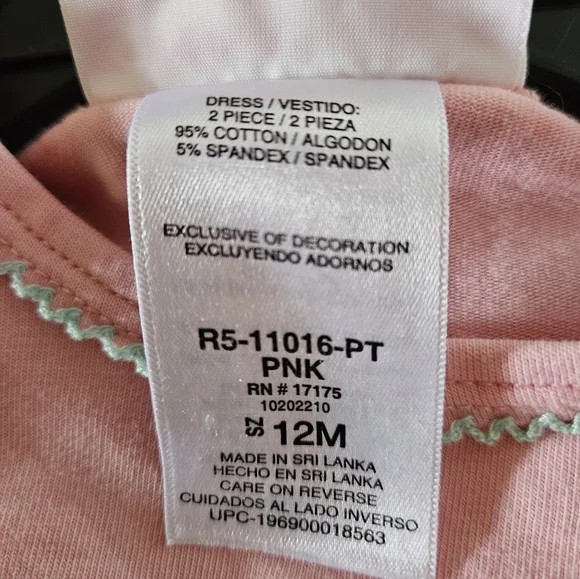 DRESS / VESTIDO:
2 PIECE / 2 PIEZA
95% COTTON / ALGODON
5% SPANDEX / SPANDEX
EXCLUSIVE OF DECORATION
EXCLUYENDO ADORNOS
R5-11016-PT
PNK
RN # 17175
10202210
SZ 12M
MADE IN SRI LANKA
HECHO EN SRI LANKA
CARE ON REVERSE
CUIDADOS AL LADO INVERSO
UPC-196900018563